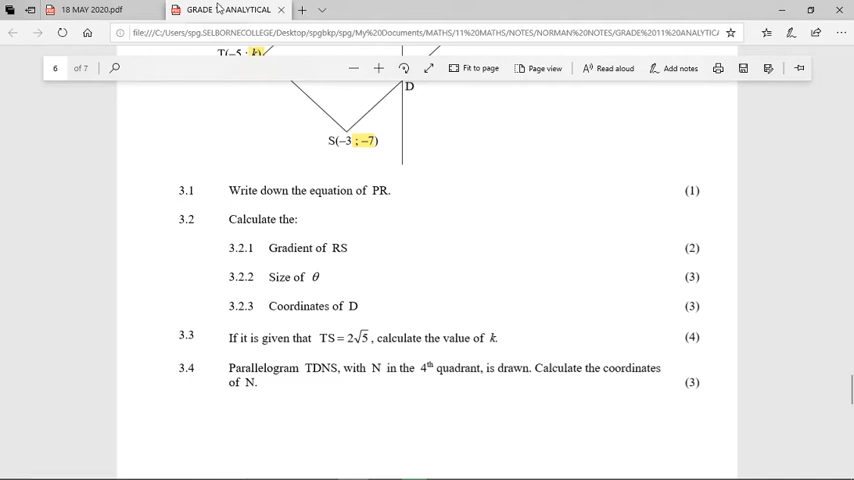 18 MAY 2020.pdf
GRADE ANALYTICAL
file:///C:/Users/spg.SELBORNECOLLEGE/Desktop/spgbkp/spg/My%20Documents/MATHS/11%20MATHS/NOTES/NORMAN%20NOTES/GRADE%2011%20ANALYTICA
T(–5 ; k)
6 of 7
Fit to page
Page view
Read aloud
Add notes
D
S(–3 ; –7)
3.1 Write down the equation of PR. (1)
3.2 Calculate the:
3.2.1 Gradient of RS (2)
3.2.2 Size of θ (3)
3.2.3 Coordinates of D (3)
3.3 If it is given that TS = 2√5, calculate the value of k. (4)
3.4 Parallelogram TDNS, with N in the 4th quadrant, is drawn. Calculate the coordinates
of N. (3)